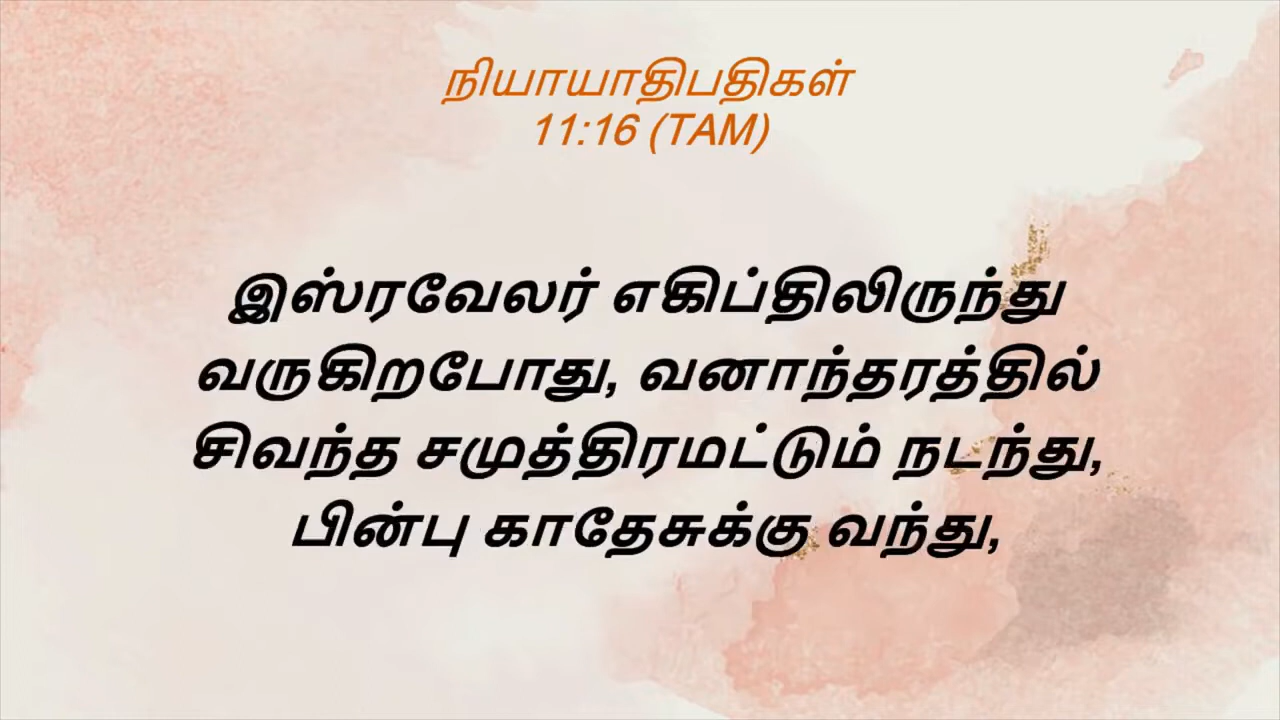 நியாயாதிபதிகள்
11:16 (TAM)
இஸ்ரவேலர் எகிப்திலிருந்து
வருகிறபோது, வனாந்தரத்தில்
சிவந்த சமுத்திரமட்டும் நடந்து,
பின்பு காதேசுக்கு வந்து,